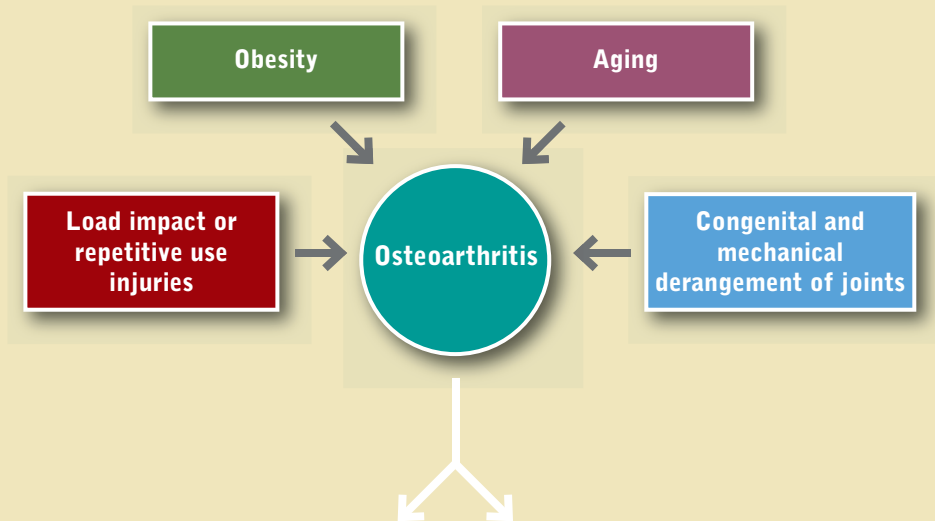 Obesity
Aging
Load impact or
repetitive use
injuries
Osteoarthritis
Congenital and
mechanical
derangement of joints